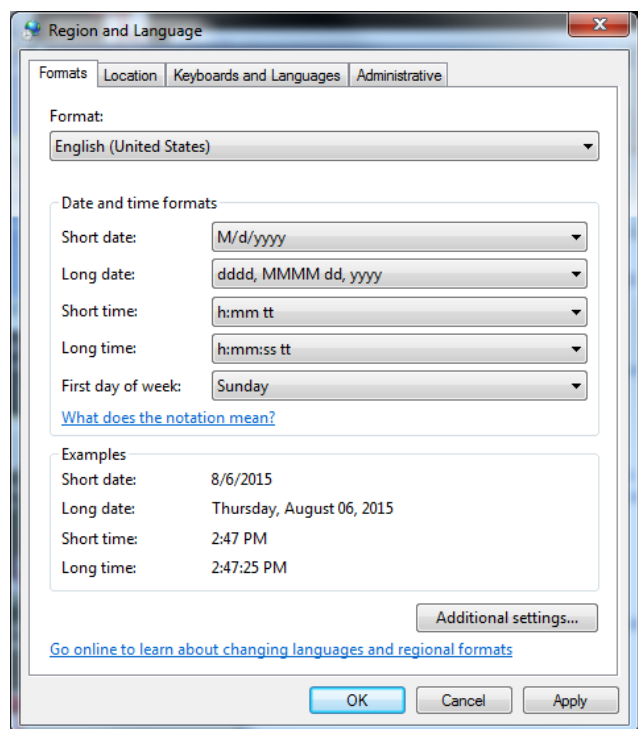 Region and Language
Formats Location Keyboards and Languages Administrative
Format:
English (United States)
Date and time formats
Short date: M/d/yyyy
Long date: dddd, MMMM dd, yyyy
Short time: h:mm tt
Long time: h:mm:ss tt
First day of week: Sunday
What does the notation mean?
Examples
Short date: 8/6/2015
Long date: Thursday, August 06, 2015
Short time: 2:47 PM
Long time: 2:47:25 PM
Additional settings...
Go online to learn about changing languages and regional formats
OK Cancel Apply